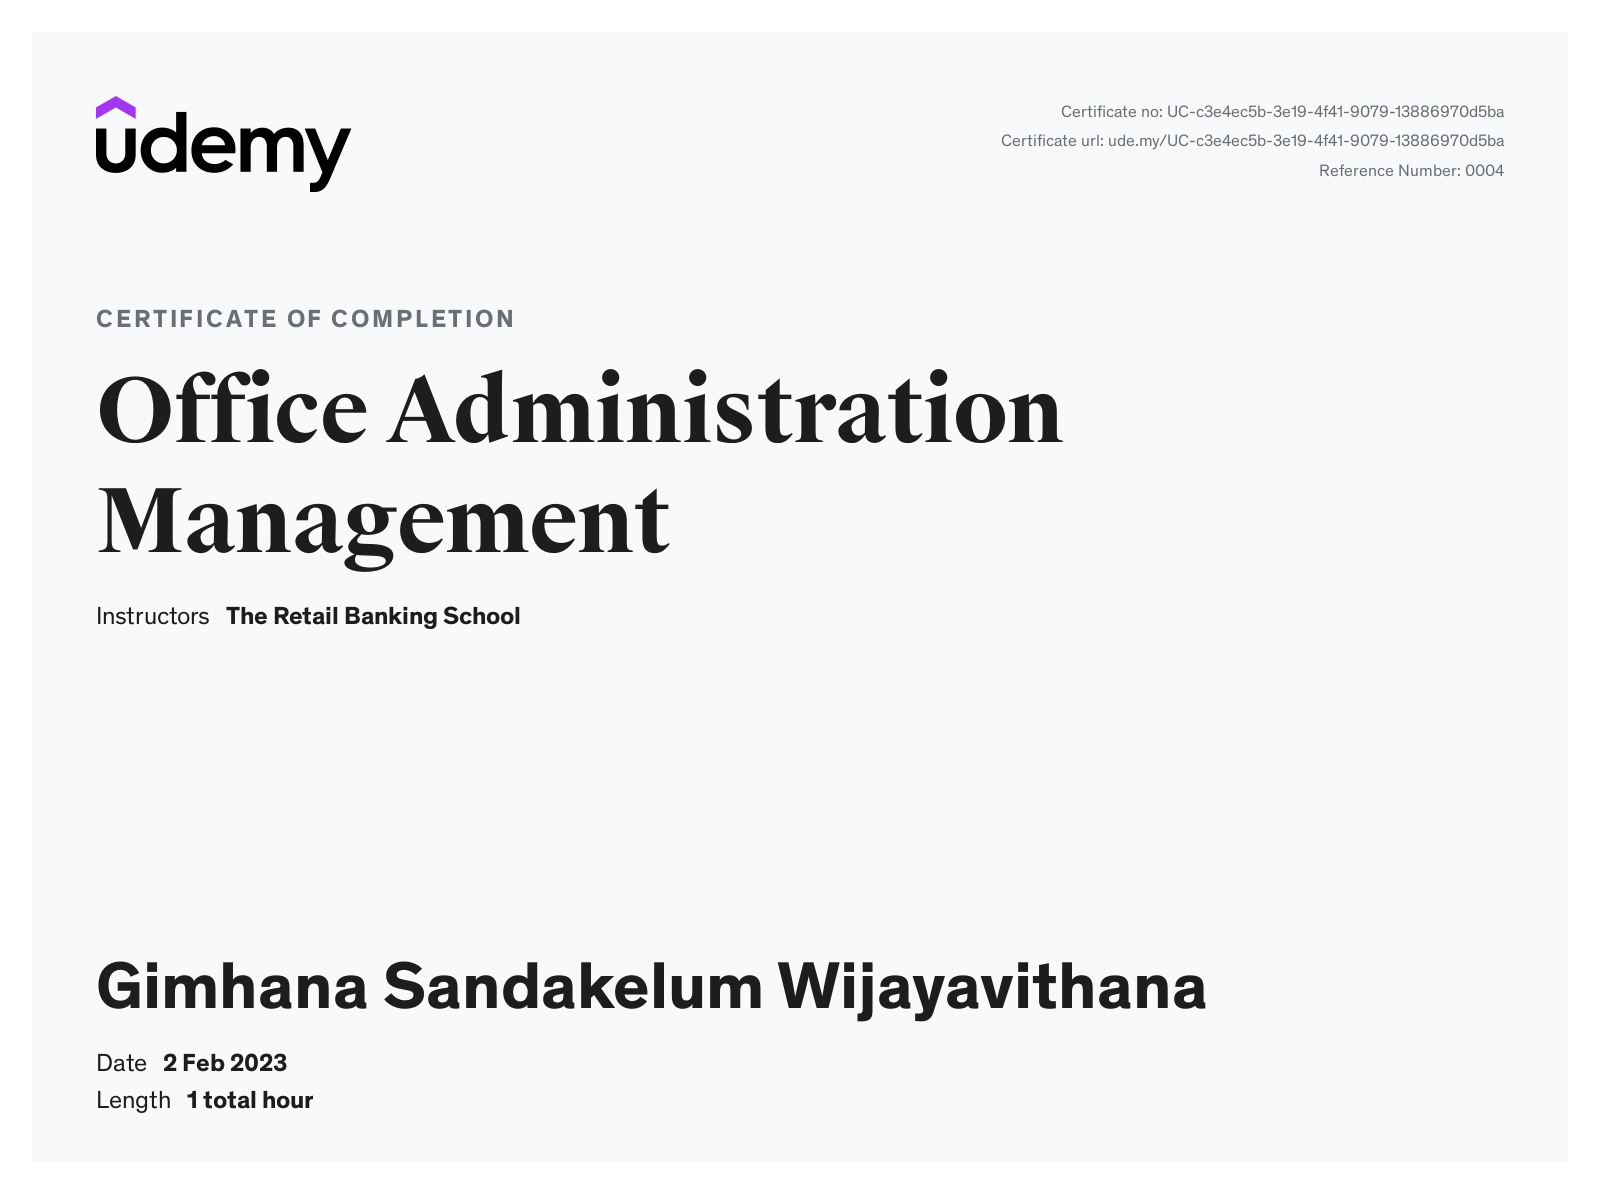 udemy
Certificate no: UC-c3e4ec5b-3e19-4f41-9079-13886970d5ba
Certificate url: ude.my/UC-c3e4ec5b-3e19-4f41-9079-13886970d5ba
Reference Number: 0004
CERTIFICATE OF COMPLETION
Office Administration
Management
Instructors The Retail Banking School
Gimhana Sandakelum Wijayavithana
Date 2 Feb 2023
Length 1 total hour